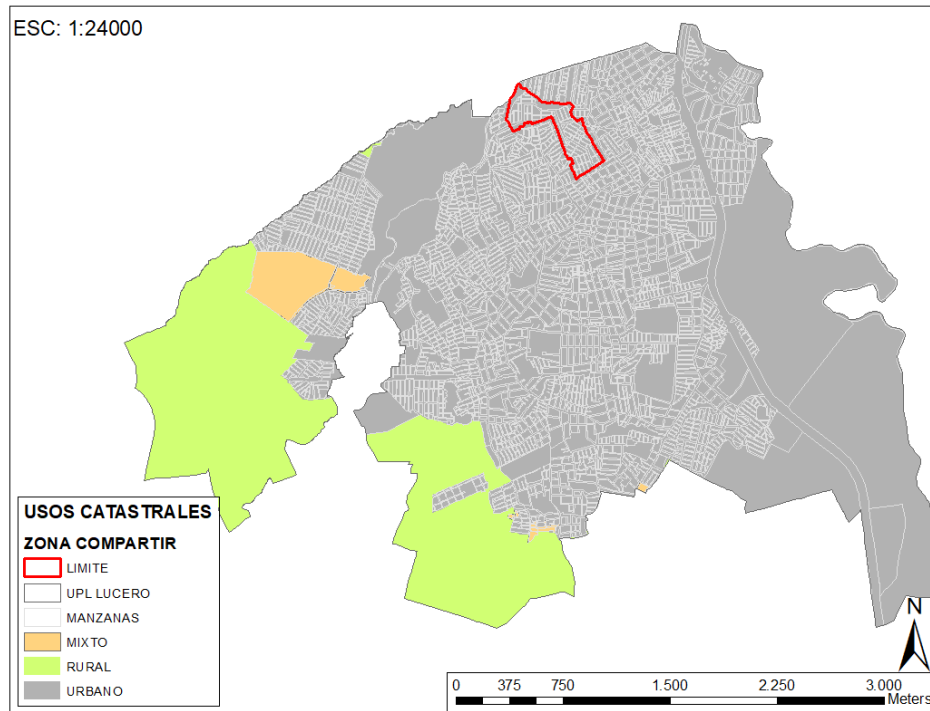 ESC: 1:24000
USOS CATASTRALES
ZONA COMPARTIR
LIMITE
UPL LUCERO
MANZANAS
MIXTO
RURAL
URBANO
N
0 375 750 1.500 2.250 3.000
Meters